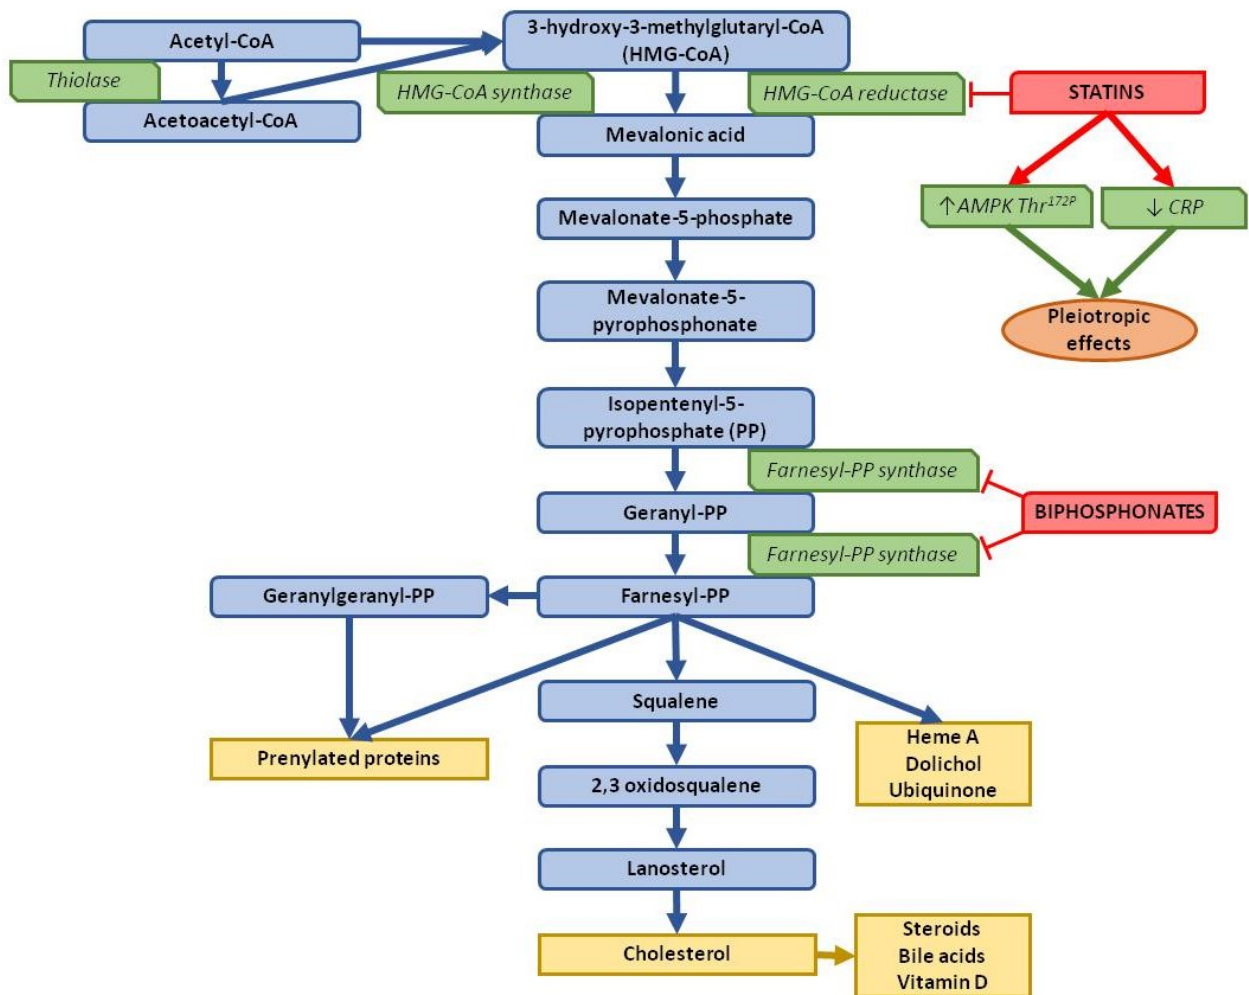 Acetyl-CoA
Thiolase
Acetoacetyl-CoA
3-hydroxy-3-methylglutaryl-CoA
(HMG-CoA)
HMG-CoA synthase
HMG-CoA reductase
STATINS
Mevalonic acid
↑AMPK Thr172P
↓ CRP
Mevalonate-5-phosphate
Pleiotropic
effects
Mevalonate-5-
pyrophosphonate
Isopentenyl-5-
pyrophosphate (PP)
Farnesyl-PP synthase
Geranyl-PP
BIPHOSPHONATES
Farnesyl-PP synthase
Geranylgeranyl-PP
Farnesyl-PP
Squalene
Prenylated proteins
Heme A
Dolichol
Ubiquinone
2,3 oxidosqualene
Lanosterol
Cholesterol
Steroids
Bile acids
Vitamin D